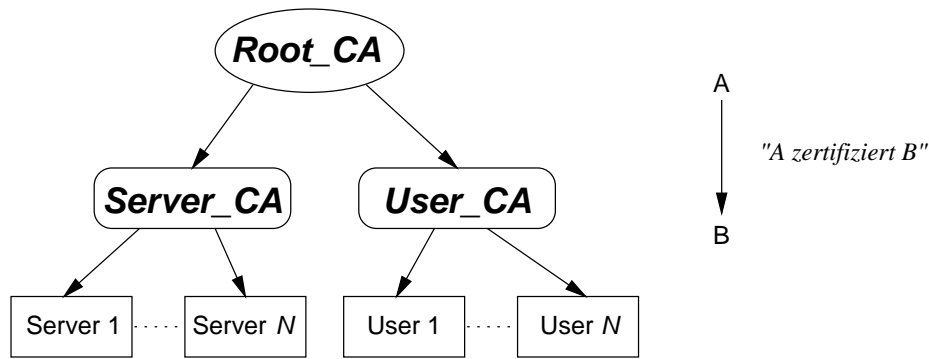 Root_CA
A
"A zertifiziert B"
Server_CA
User_CA
B
Server 1
Server N
User 1
User N